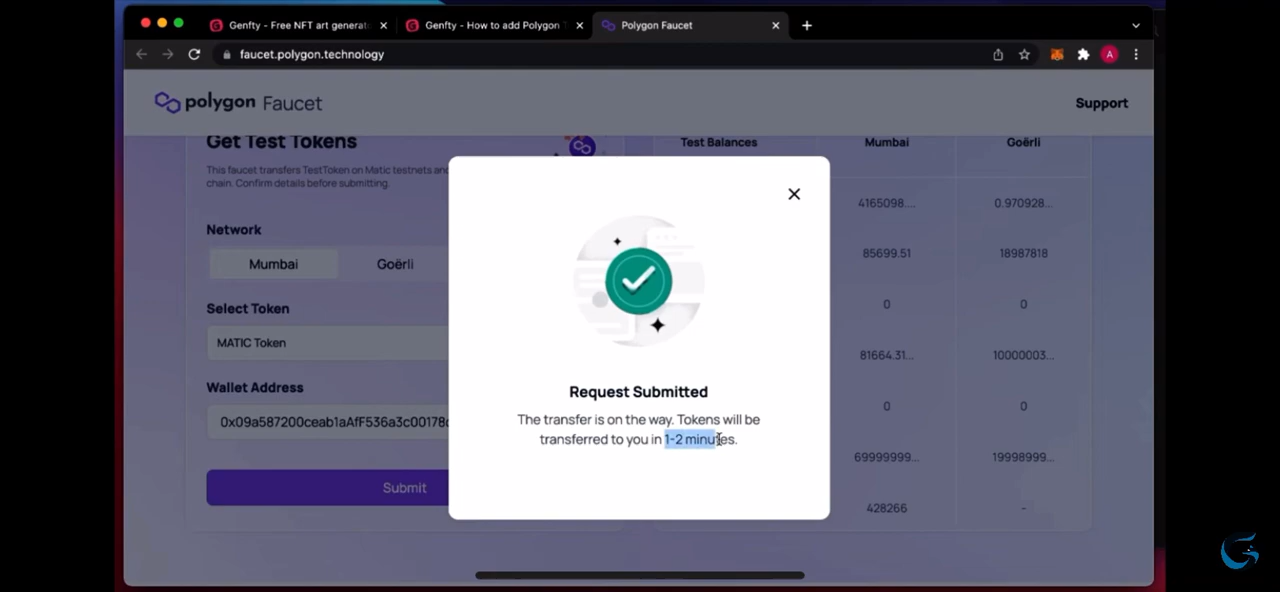 Genfty - Free NFT art generat
Genfty - How to add Polygon
Polygon Faucet
faucet.polygon.technology
A
polygon Faucet
Support
Get Test Tokens
This faucet transfers TestToken on Matic testnets and
chain. Confirm details before submitting.
Network
Mumbai
Goërli
Select Token
MATIC Token
Wallet Address
0x09a587200ceab1aAfF536a3c00178
Submit
Request Submitted
The transfer is on the way. Tokens will be
transferred to you in 1-2 minutes.
Test Balances Mumbai Goërli
4165098.... 0.970928...
85699.51 18987818
0 0
81664.31... 10000003...
0 0
69999999... 19998999...
428266 -